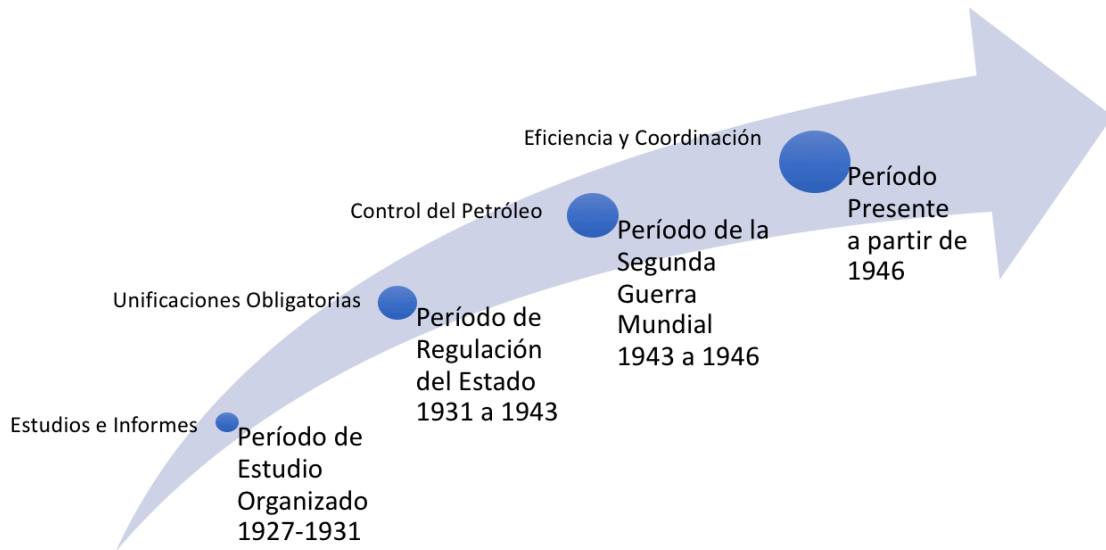 Estudios e Informes
Período de
Estudio
Organizado
1927-1931
Unificaciones Obligatorias
Período de
Regulación
del Estado
1931 a 1943
Control del Petróleo
Período de la
Segunda
Guerra
Mundial
1943 a 1946
Eficiencia y Coordinación
Período
Presente
a partir de
1946